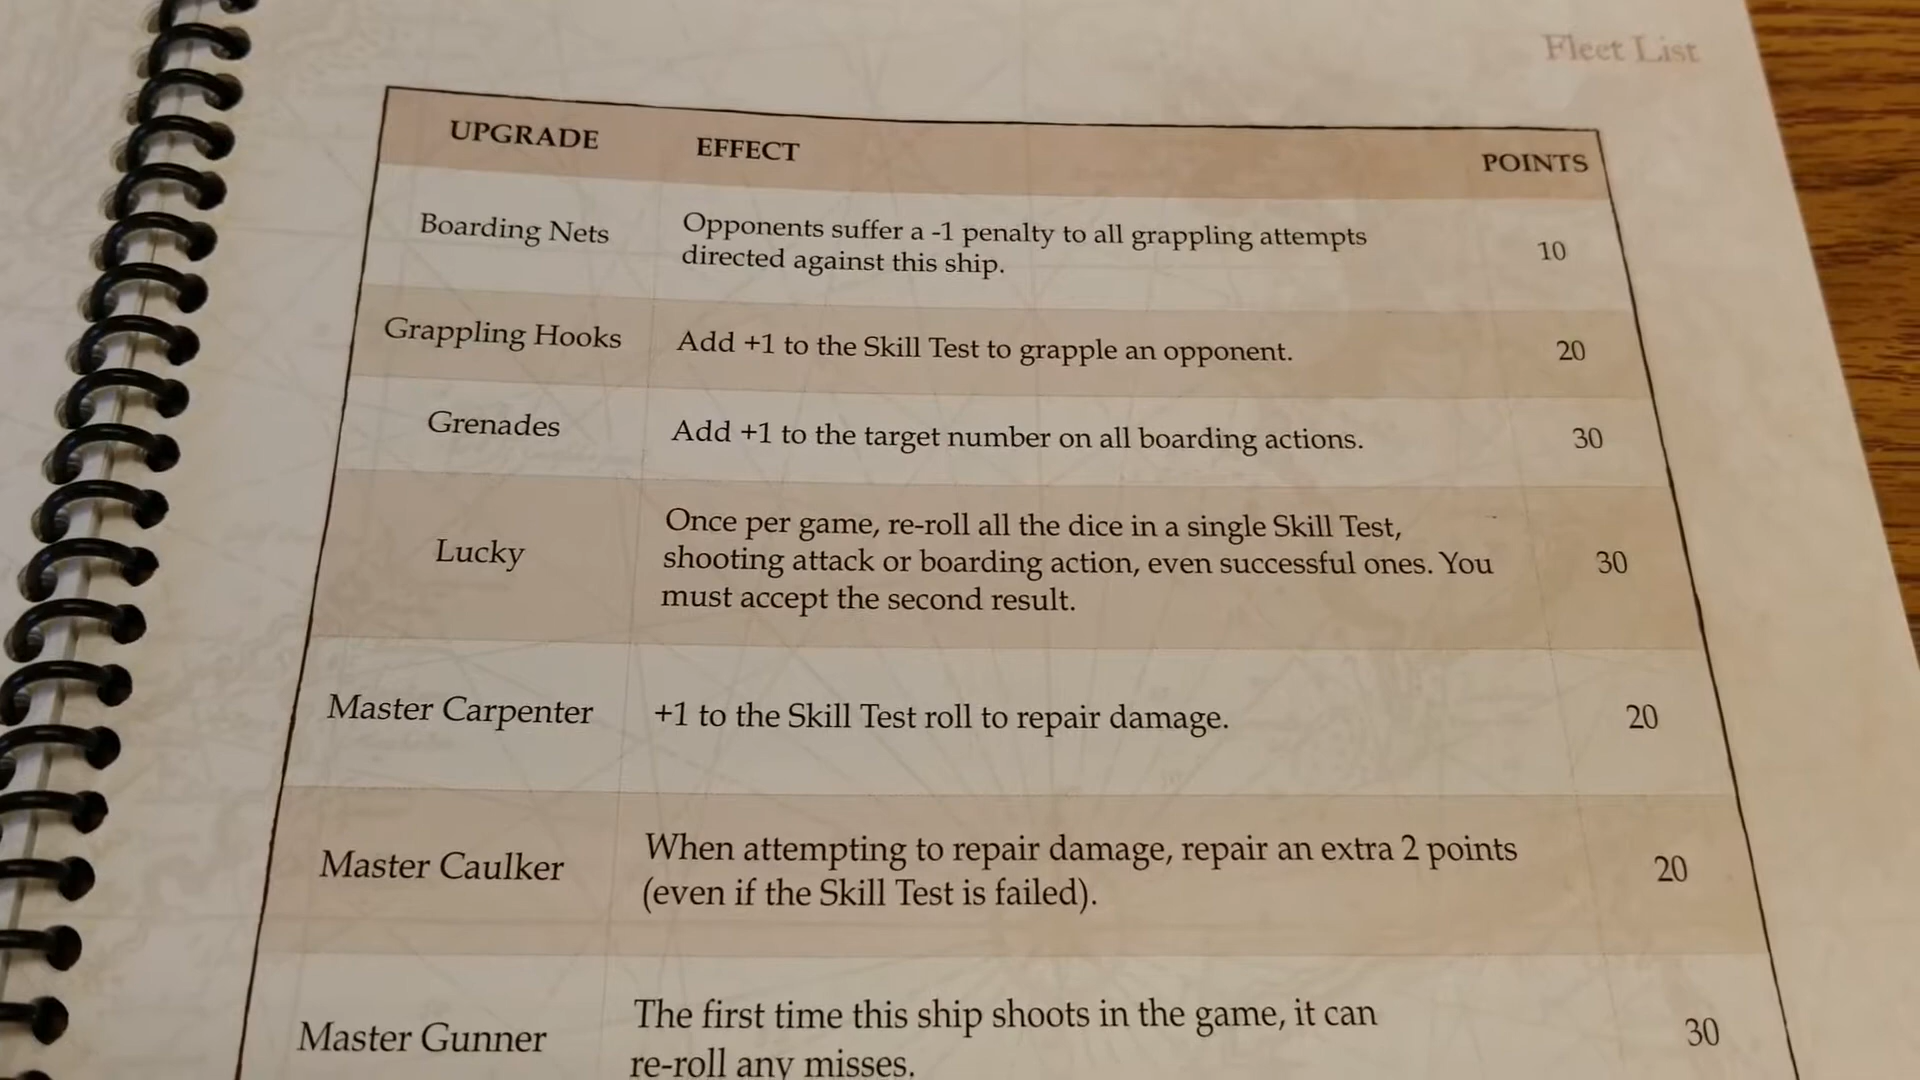 Fleet List
UPGRADE EFFECT POINTS
Boarding Nets Opponents suffer a -1 penalty to all grappling attempts
directed against this ship. 10
Grappling Hooks Add +1 to the Skill Test to grapple an opponent. 20
Grenades Add +1 to the target number on all boarding actions. 30
Once per game, re-roll all the dice in a single Skill Test,
Lucky shooting attack or boarding action, even successful ones. You 30
must accept the second result.
Master Carpenter +1 to the Skill Test roll to repair damage. 20
Master Caulker When attempting to repair damage, repair an extra 2 points
(even if the Skill Test is failed). 20
Master Gunner The first time this ship shoots in the game, it can
re-roll any misses. 30